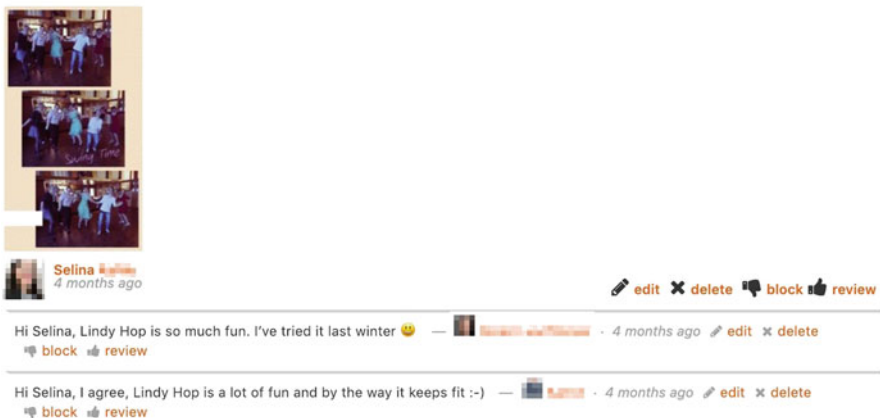 Swing Time
Selina
4 months ago
edit delete block review
Hi Selina, Lindy Hop is so much fun. I've tried it last winter 😀 — · 4 months ago edit delete
block review
Hi Selina, I agree, Lindy Hop is a lot of fun and by the way it keeps fit :-) — · 4 months ago edit delete
block review